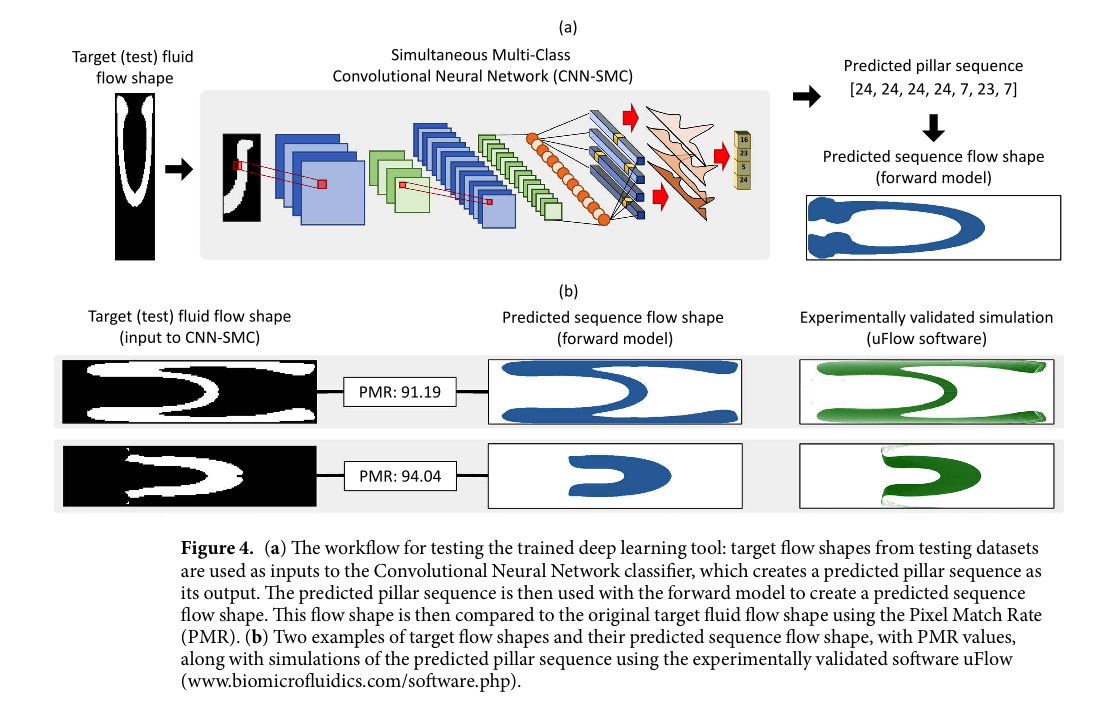 (a)
Target (test) fluid
flow shape
Simultaneous Multi-Class
Convolutional Neural Network (CNN-SMC)
Predicted pillar sequence
[24, 24, 24, 24, 7, 23, 7]
16
23
5
24
Predicted sequence flow shape
(forward model)
(b)
Target (test) fluid flow shape
(input to CNN-SMC)
Predicted sequence flow shape
(forward model)
Experimentally validated simulation
(uFlow software)
PMR: 91.19
PMR: 94.04
Figure 4. (a) The workflow for testing the trained deep learning tool: target flow shapes from testing datasets
are used as inputs to the Convolutional Neural Network classifier, which creates a predicted pillar sequence as
its output. The predicted pillar sequence is then used with the forward model to create a predicted sequence
flow shape. This flow shape is then compared to the original target fluid flow shape using the Pixel Match Rate
(PMR). (b) Two examples of target flow shapes and their predicted sequence flow shape, with PMR values,
along with simulations of the predicted pillar sequence using the experimentally validated software uFlow
(www.biomicrofluidics.com/software.php).